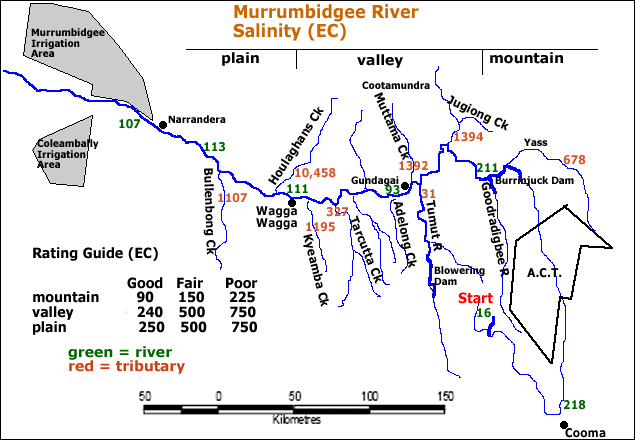 Murrumbidgee River
Salinity (EC)
plain
valley
mountain
Murrumbidgee
Irrigation
Area
Coleambally
Irrigation
Area
107
Narrandera
113
Bullenbong Ck
1107
Houlaghans Ck
10,458
111
Wagga
Wagga
1195
Kyeamba Ck
327
Tarcutta Ck
Cootamundra
Muttama Ck
1392
Gundagai
93
Adelong Ck
31
Tumut R
Jugiong Ck
1394
211
Yass
678
Burrinjuck Dam
Goodradigbee R
Blowering
Dam
A.C.T.
Start
16
218
Cooma
Rating Guide (EC)
Good Fair Poor
mountain 90 150 225
valley 240 500 750
plain 250 500 750
green = river
red = tributary
50 0 50 100 150
Kilometres